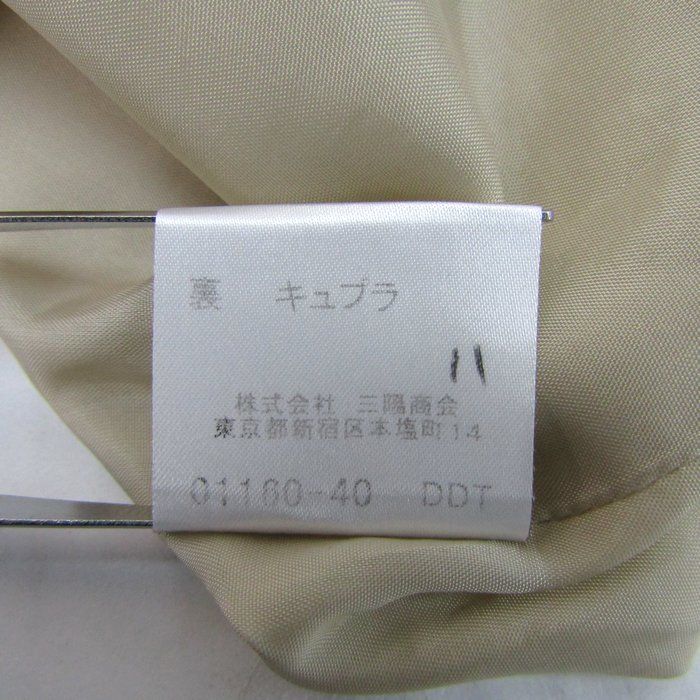 裏 キュプラ
ハ
株式会社 三陽商会
東京都新宿区本塩町14
01160-40 DDT